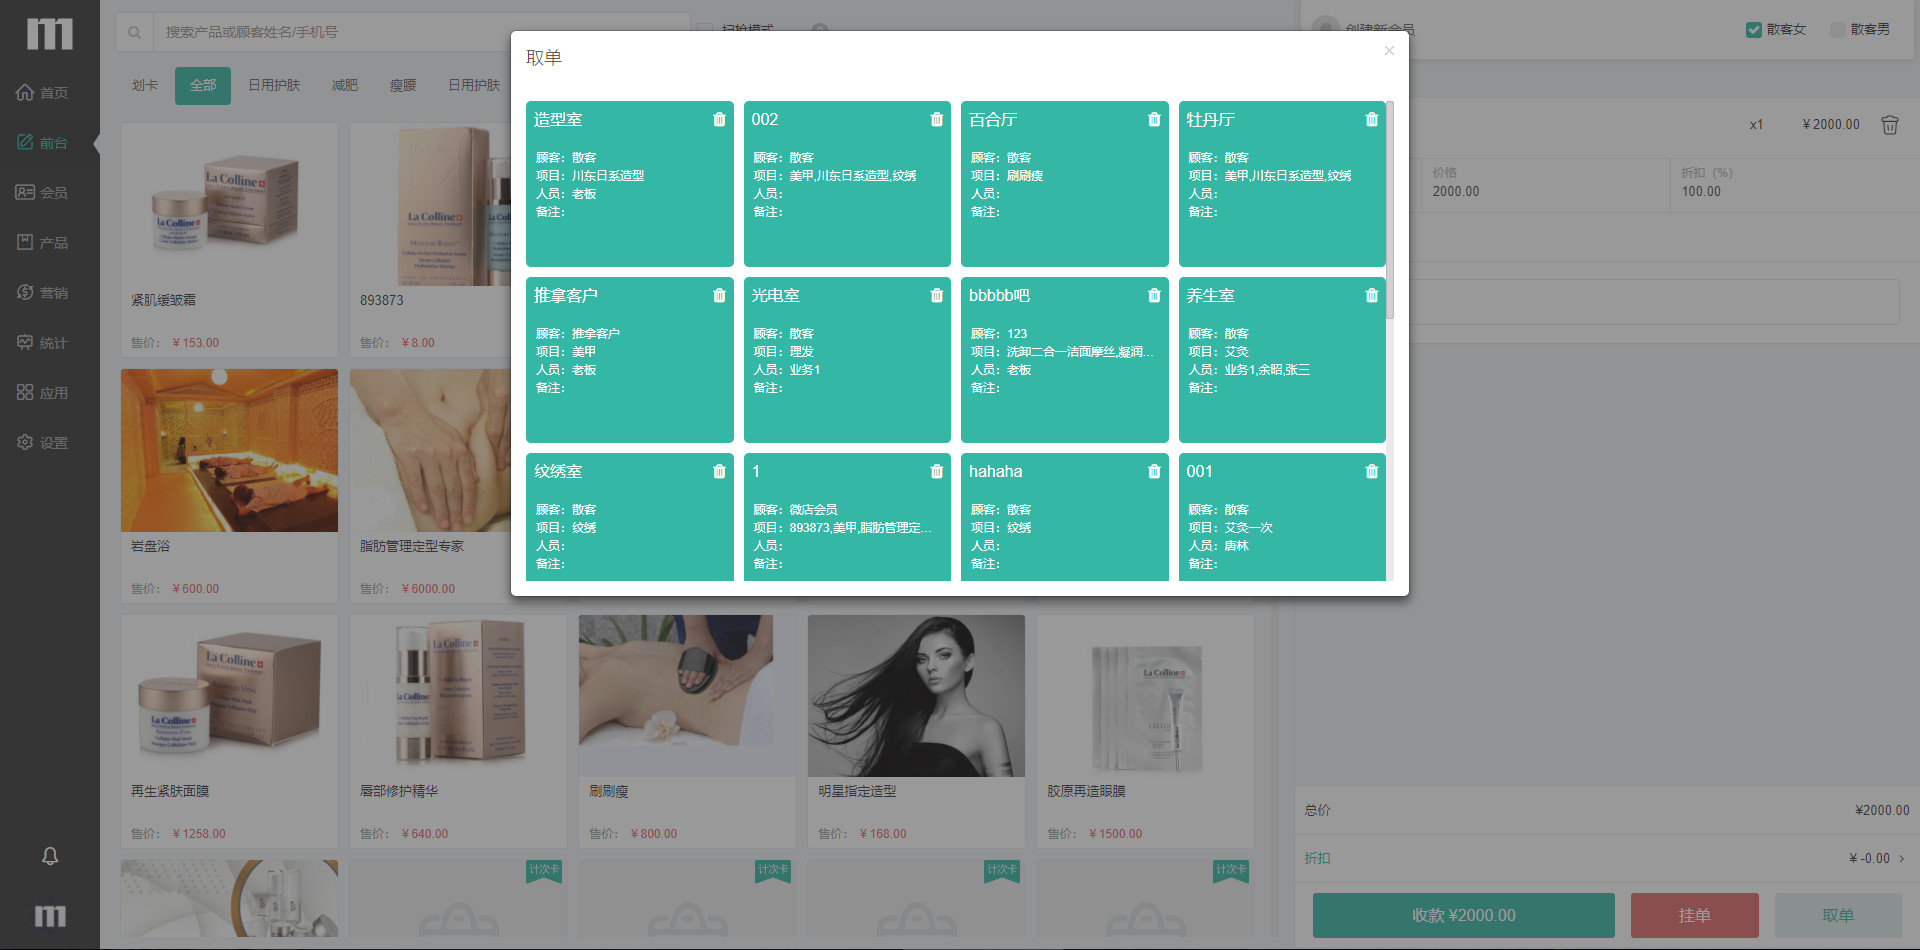 搜索产品或顾客姓名/手机号
创建新会员
散客女
散客男
取单
×
首页
前台
会员
产品
营销
统计
应用
设置
划卡
全部
日用护肤
减肥
瘦腰
日用护肤
造型室
顾客：散客
项目：川东日系造型
人员：老板
备注：
002
顾客：散客
项目：美甲,川东日系造型,纹绣
人员：
备注：
百合厅
顾客：散客
项目：刷刷瘦
人员：
备注：
牡丹厅
顾客：散客
项目：美甲,川东日系造型,纹绣
人员：
备注：
推拿客户
顾客：推拿客户
项目：美甲
人员：老板
备注：
光电室
顾客：散客
项目：理发
人员：业务1
备注：
bbbbb吧
顾客：123
项目：洗卸二合一洁面摩丝,凝润...
人员：老板
备注：
养生室
顾客：散客
项目：艾灸
人员：业务1,余昭,张三
备注：
纹绣室
顾客：散客
项目：纹绣
人员：
备注：
1
顾客：微店会员
项目：893873,美甲,脂肪管理定...
人员：
备注：
hahaha
顾客：散客
项目：纹绣
人员：
备注：
001
顾客：散客
项目：艾灸一次
人员：唐林
备注：
x1
¥2000.00
价格
2000.00
折扣（%）
100.00
La Colline
紧肌缓皱霜
售价： ¥153.00
La Colline
893873
售价： ¥8.00
岩盘浴
售价： ¥600.00
脂肪管理定型专家
售价： ¥6000.00
La Colline
La Colline
再生紧肤面膜
售价： ¥1258.00
La Colline
La Colline
唇部修护精华
售价： ¥640.00
刷刷瘦
售价： ¥800.00
明星指定造型
售价： ¥168.00
La Colline
胶原再造眼膜
售价： ¥1500.00
计次卡
计次卡
计次卡
计次卡
总价
¥2000.00
折扣
¥ -0.00
收款 ¥2000.00
挂单
取单